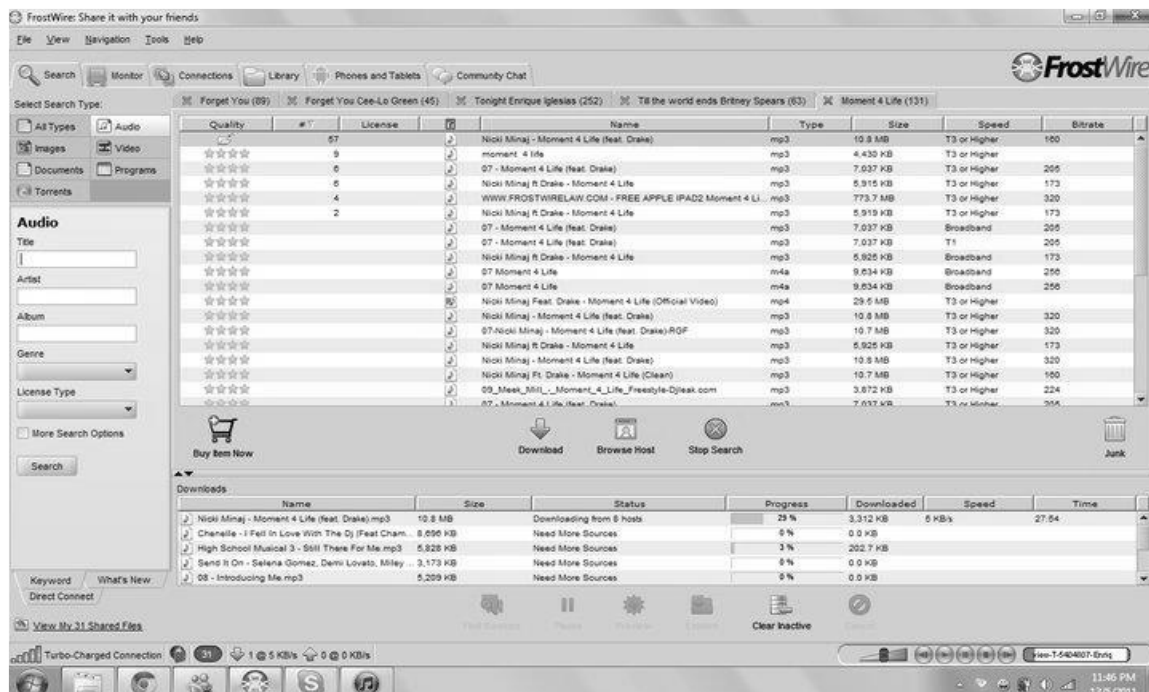 FrostWire: Share it with your friends
File View Navigation Tools Help
Search Monitor Connections Library Phones and Tablets Community Chat
FrostWire
Select Search Type:
Forget You (89) Forget You Cee-Lo Green (45) Tonight Enrique Iglesias (252) Till the world ends Britney Spears (63) Moment 4 Life (131)
All Types Audio
Images Video
Documents Programs
Torrents
Audio
Title
Artist
Album
Genre
License Type
More Search Options
Search
Quality # License Name Type Size Speed Bitrate
57 Nicki Minaj - Moment 4 Life (feat. Drake) mp3 10.8 MB T3 or Higher 160
9 moment 4 life mp3 4,430 KB T3 or Higher
6 07 - Moment 4 Life (feat. Drake) mp3 7,037 KB T3 or Higher 205
6 Nicki Minaj ft Drake - Moment 4 Life mp3 5,915 KB T3 or Higher 173
4 WWW.FROSTWIRELAW.COM - FREE APPLE IPAD2 Moment 4 Li... mp3 773.7 MB T3 or Higher 320
2 Nicki Minaj ft Drake - Moment 4 Life mp3 5,919 KB T3 or Higher 173
07 - Moment 4 Life (feat. Drake) mp3 7,037 KB Broadband 205
07 - Moment 4 Life (feat. Drake) mp3 7,037 KB T1 205
Nicki Minaj ft Drake - Moment 4 Life mp3 5,925 KB Broadband 173
07 Moment 4 Life m4a 9,634 KB Broadband 256
07 Moment 4 Life m4a 9,634 KB Broadband 256
Nicki Minaj Feat. Drake - Moment 4 Life (Official Video) mp4 29.5 MB T3 or Higher
07 - Moment 4 Life (feat. Drake) mp3 10.8 MB T3 or Higher 320
07-Nicki Minaj - Moment 4 Life (feat. Drake)-RGF mp3 10.7 MB T3 or Higher 320
Nicki Minaj ft Drake - Moment 4 Life mp3 5,925 KB T3 or Higher 173
Nicki Minaj - Moment 4 Life (feat. Drake) mp3 10.8 MB T3 or Higher 320
Nicki Minaj Ft. Drake - Moment 4 Life (Clean) mp3 10.7 MB T3 or Higher 160
09_Meek_Mill_-_Moment_4_Life_Freestyle-Djleak.com mp3 3,872 KB T3 or Higher 224
07 - Moment 4 Life (feat. Drake) mp3 7,037 KB T3 or Higher 205
Buy Item Now Download Browse Host Stop Search Junk
Downloads
Name Size Status Progress Downloaded Speed Time
Nicki Minaj - Moment 4 Life (feat. Drake).mp3 10.8 MB Downloading from 6 hosts 29 % 3,312 KB 5 KB/s 27:54
Chenelle - I Fell In Love With The Dj (Feat Cham... 8,696 KB Need More Sources 0 % 0.0 KB
High School Musical 3 - Still There For Me.mp3 5,828 KB Need More Sources 3 % 202.7 KB
Send It On - Selena Gomez, Demi Lovato, Miley ... 3,173 KB Need More Sources 0 % 0.0 KB
08 - Introducing Me.mp3 5,209 KB Need More Sources 0 % 0.0 KB
Keyword What's New
Direct Connect
View My 31 Shared Files
Clear Inactive
Turbo-Charged Connection 31 1 @ 5 KB/s 0 @ 0 KB/s
11:46 PM